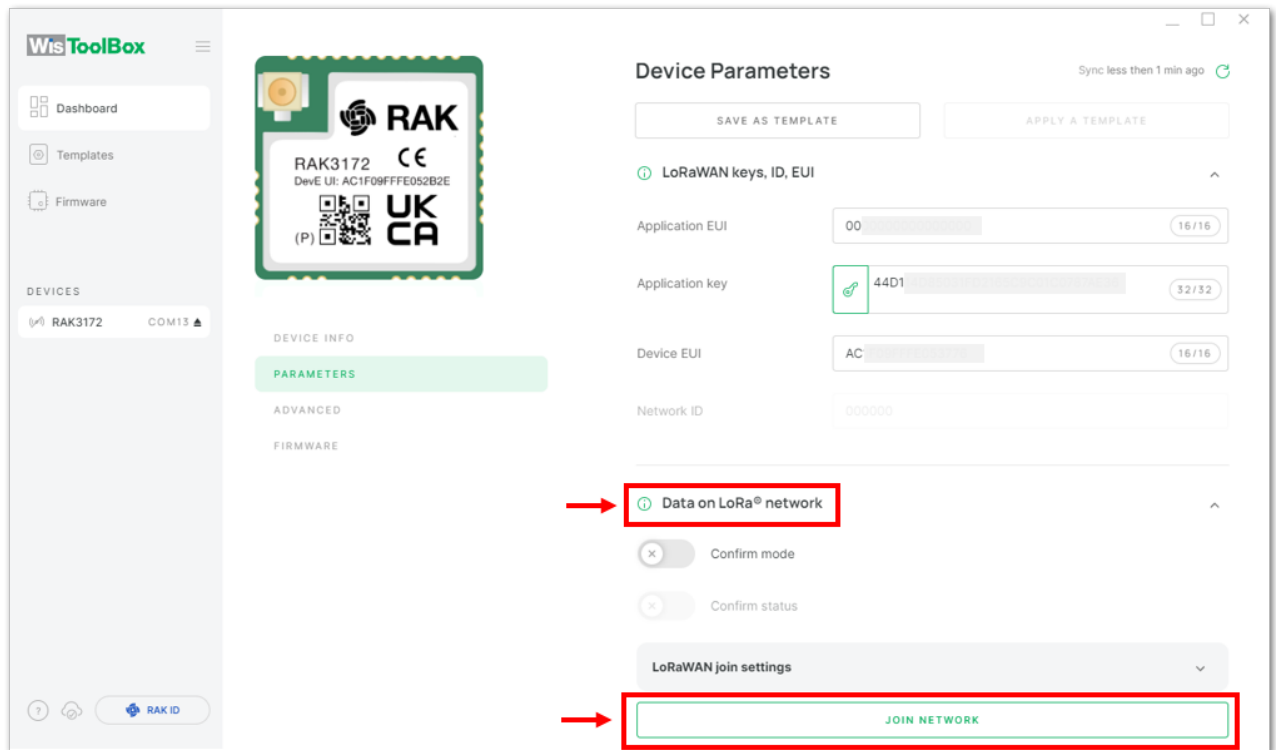 WisToolBox
Dashboard
Templates
Firmware
DEVICES
RAK3172 COM13
RAK ID
RAK
RAK3172 CE
DevE UI: AC1F09FFFE052B2E
UK
CA
(P)
DEVICE INFO
PARAMETERS
ADVANCED
FIRMWARE
Device Parameters
Sync less then 1 min ago
SAVE AS TEMPLATE
APPLY A TEMPLATE
LoRaWAN keys, ID, EUI
Application EUI 00 16/16
Application key 44D1 32/32
Device EUI AC 16/16
Network ID 000000
Data on LoRa® network
Confirm mode
Confirm status
LoRaWAN join settings
JOIN NETWORK